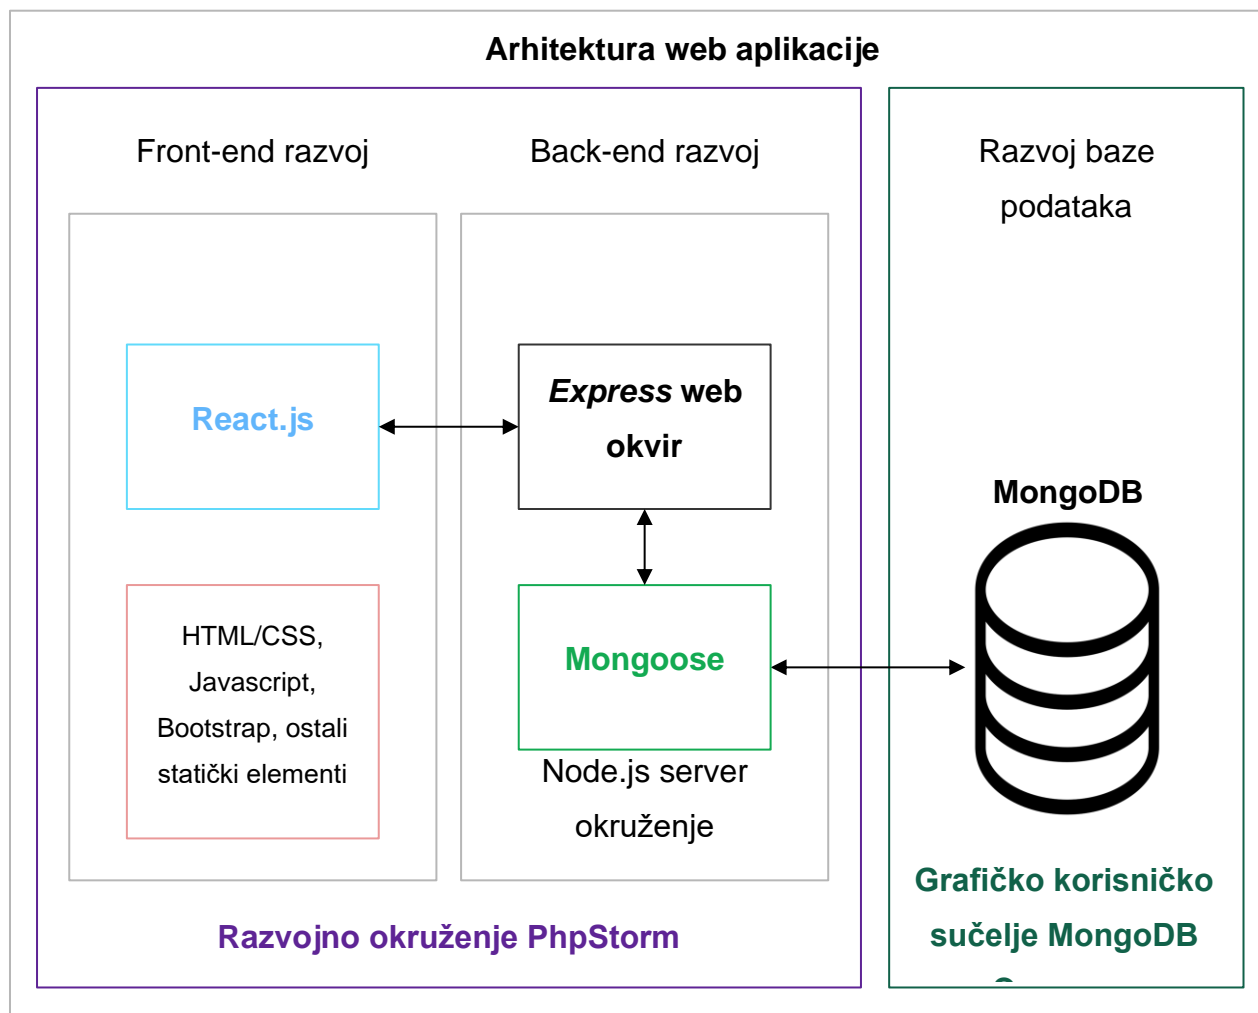 Arhitektura web aplikacije
Front-end razvoj
Back-end razvoj
Razvoj baze
podataka
React.js
Express web
okvir
MongoDB
HTML/CSS,
Javascript,
Bootstrap, ostali
statički elementi
Mongoose
Node.js server
okruženje
Razvojno okruženje PhpStorm
Grafičko korisničko
sučelje MongoDB